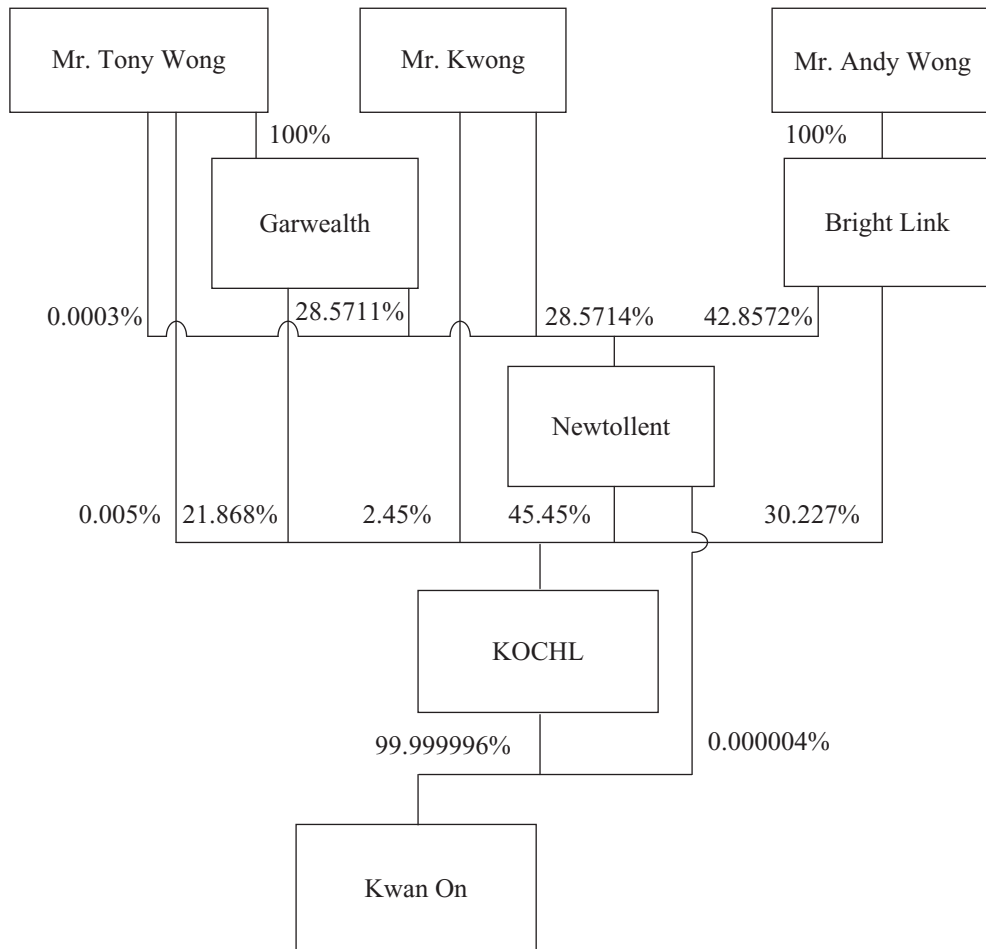 Mr. Tony Wong
Mr. Kwong
Mr. Andy Wong
100%
100%
Garwealth
Bright Link
0.0003%
28.5711%
28.5714%
42.8572%
Newtollent
0.005%
21.868%
2.45%
45.45%
30.227%
KOCHL
99.999996%
0.000004%
Kwan On